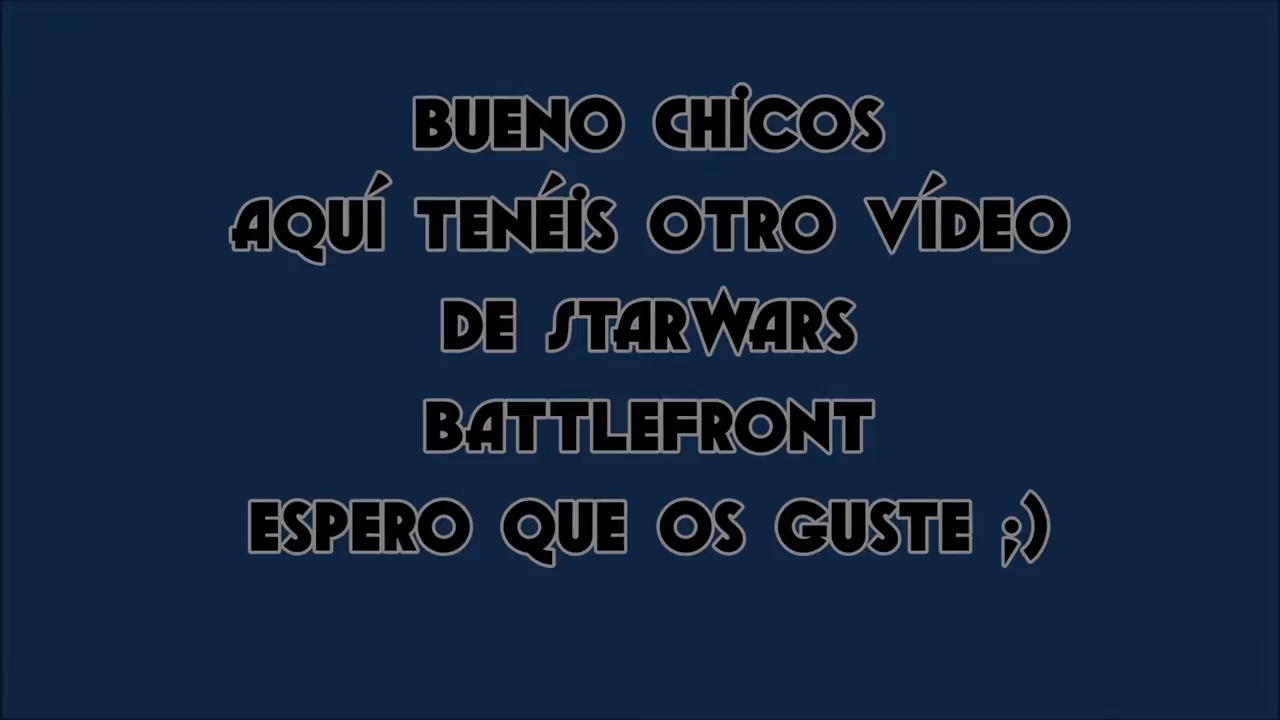 BUENO CHICOS
AQUÍ TENÉIS OTRO VÍDEO
DE STARWARS
BATTLEFRONT
ESPERO QUE OS GUSTE ;)